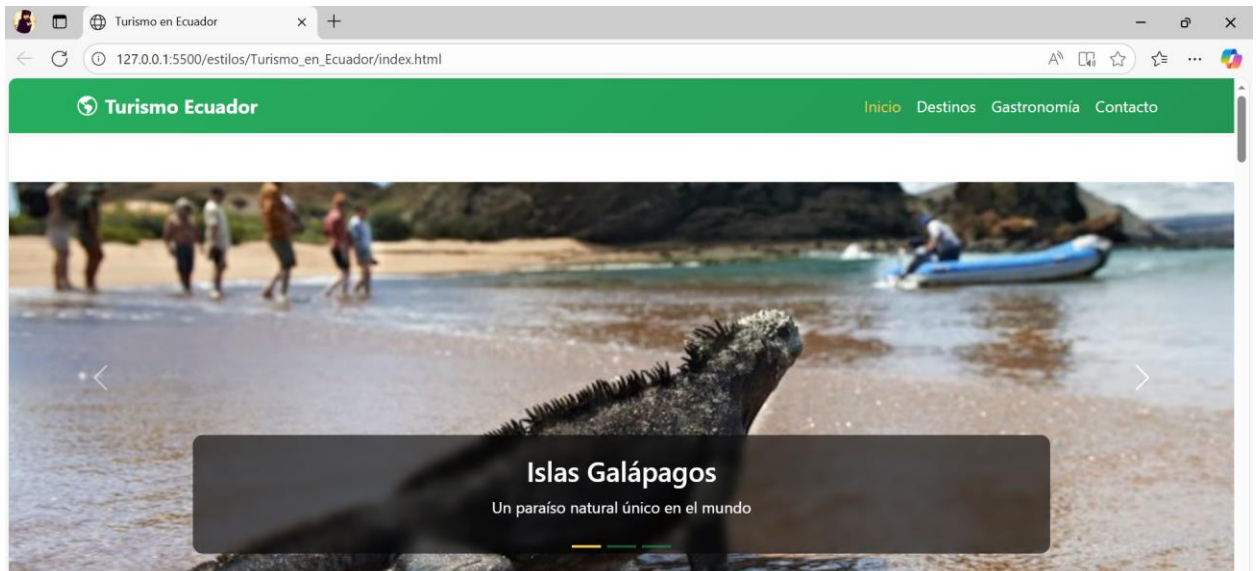 Turismo en Ecuador
127.0.0.1:5500/estilos/Turismo_en_Ecuador/index.html
Turismo Ecuador
Inicio Destinos Gastronomía Contacto
Islas Galápagos
Un paraíso natural único en el mundo